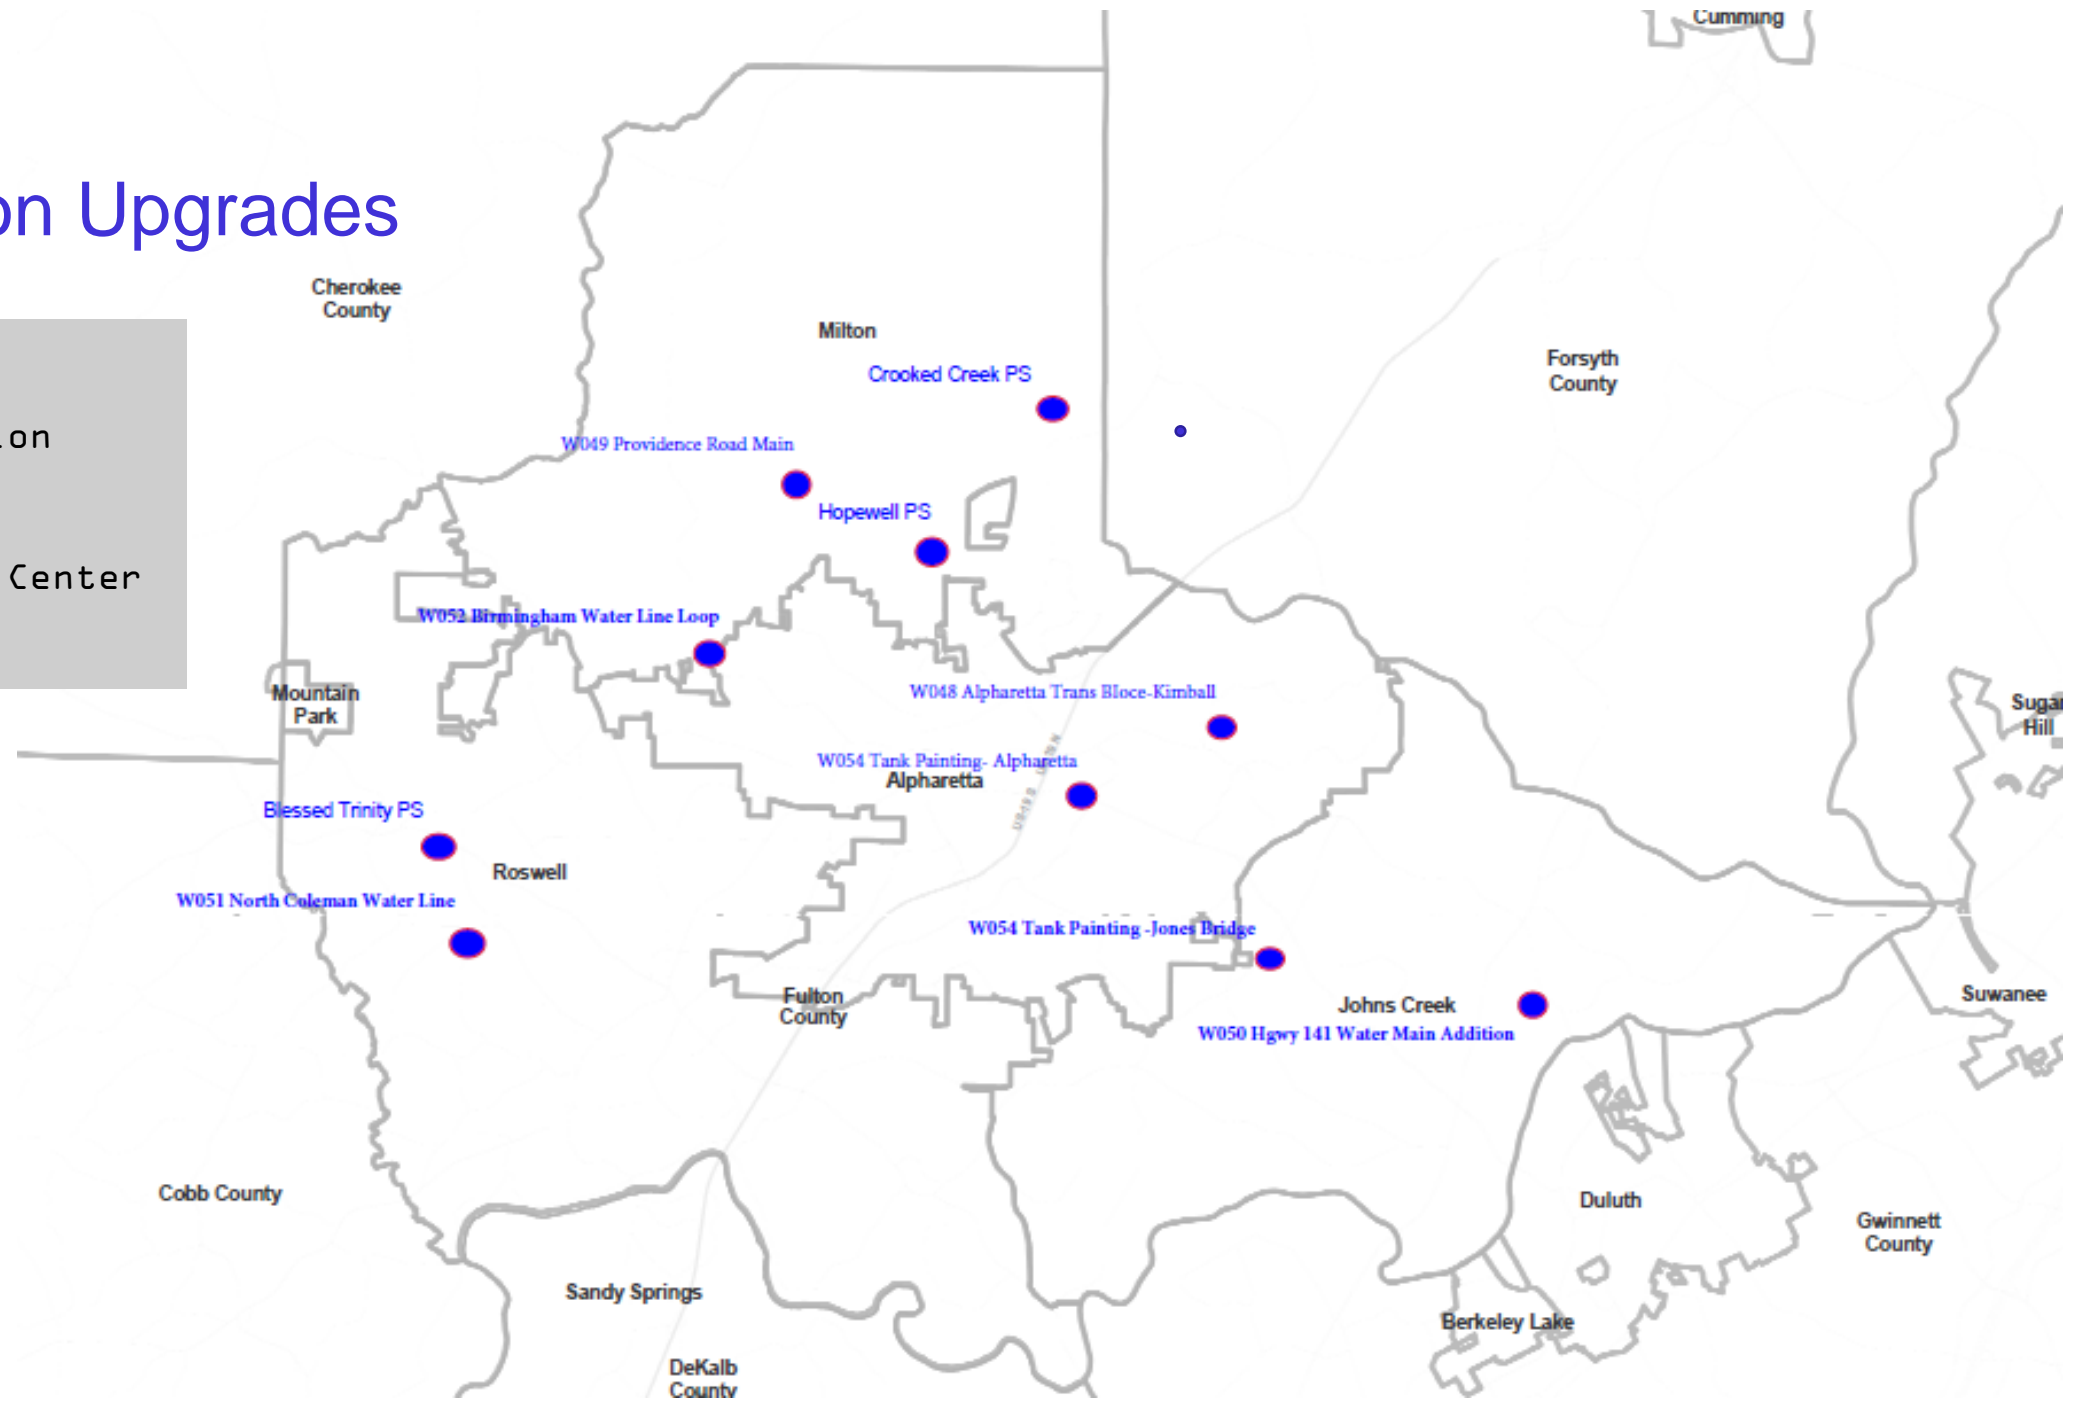 Cumming
on Upgrades
Cherokee
County
Milton
Forsyth
County
Crooked Creek PS
on
W049 Providence Road Main
Hopewell PS
Center
W052 Birmingham Water Line Loop
Mountain
Park
W048 Alpharetta Trans Bloce-Kimball
Sugar
Hill
W054 Tank Painting- Alpharetta
Alpharetta
Blessed Trinity PS
Roswell
W051 North Coleman Water Line
W054 Tank Painting -Jones Bridge
Fulton
County
Johns Creek
Suwanee
W050 Hgwy 141 Water Main Addition
Cobb County
Duluth
Gwinnett
County
Sandy Springs
Berkeley Lake
DeKalb
County